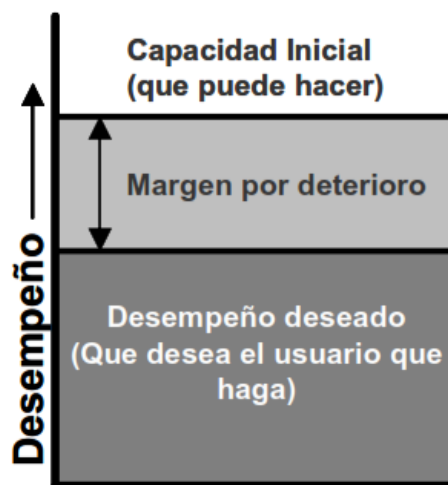 Capacidad Inicial
(que puede hacer)
Margen por deterioro
Desempeño deseado
(Que desea el usuario que
haga)
Desempeño